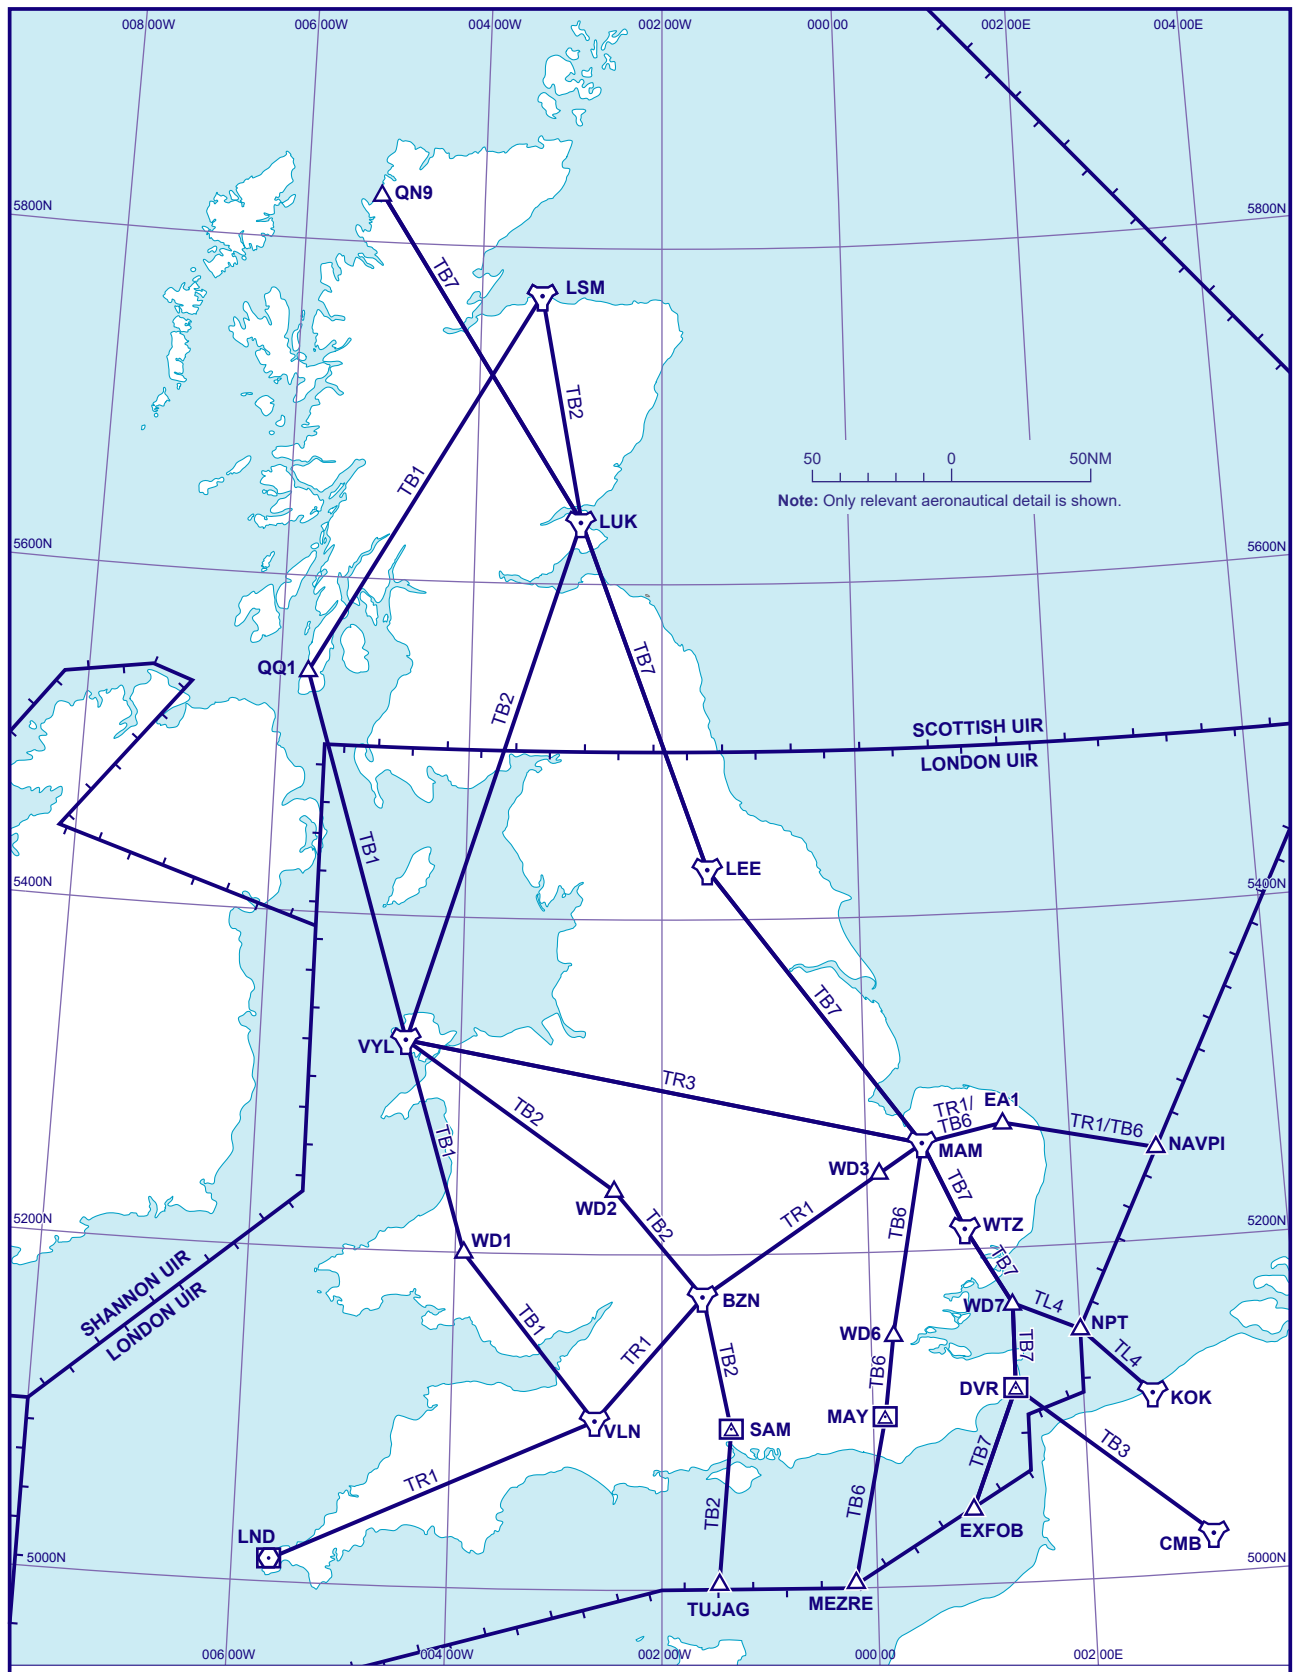 008 00W 006 00W 004 00W 002 00W 000 00 002 00E 004 00E
QN9
5800N 5800N
TB7
LSM
TB2
50 0 50NM
TB1
Note: Only relevant aeronautical detail is shown.
LUK
5600N 5600N
TB7
QQ1
TB2
SCOTTISH UIR
LONDON UIR
TB1
LEE
5400N 5400N
TB7
VYL
TR3
TR1/
TB6
EA1
TB2
TR1/TB6
TB1
MAM
NAVPI
WD3
TB7
WD2
TR1
TB6
5200N 5200N
TB2
WTZ
WD1
TB7
SHANNON UIR
LONDON UIR
BZN
WD7
TL4
NPT
TB1
WD6
TR1
TB2
TB6
TB7
TL4
DVR
KOK
MAY
VLN
SAM
TB7
TB3
TR1
TB2
TB6
LND
EXFOB
CMB
5000N 5000N
TUJAG
MEZRE
006 00W 004 00W 002 00W 000 00 002 00E